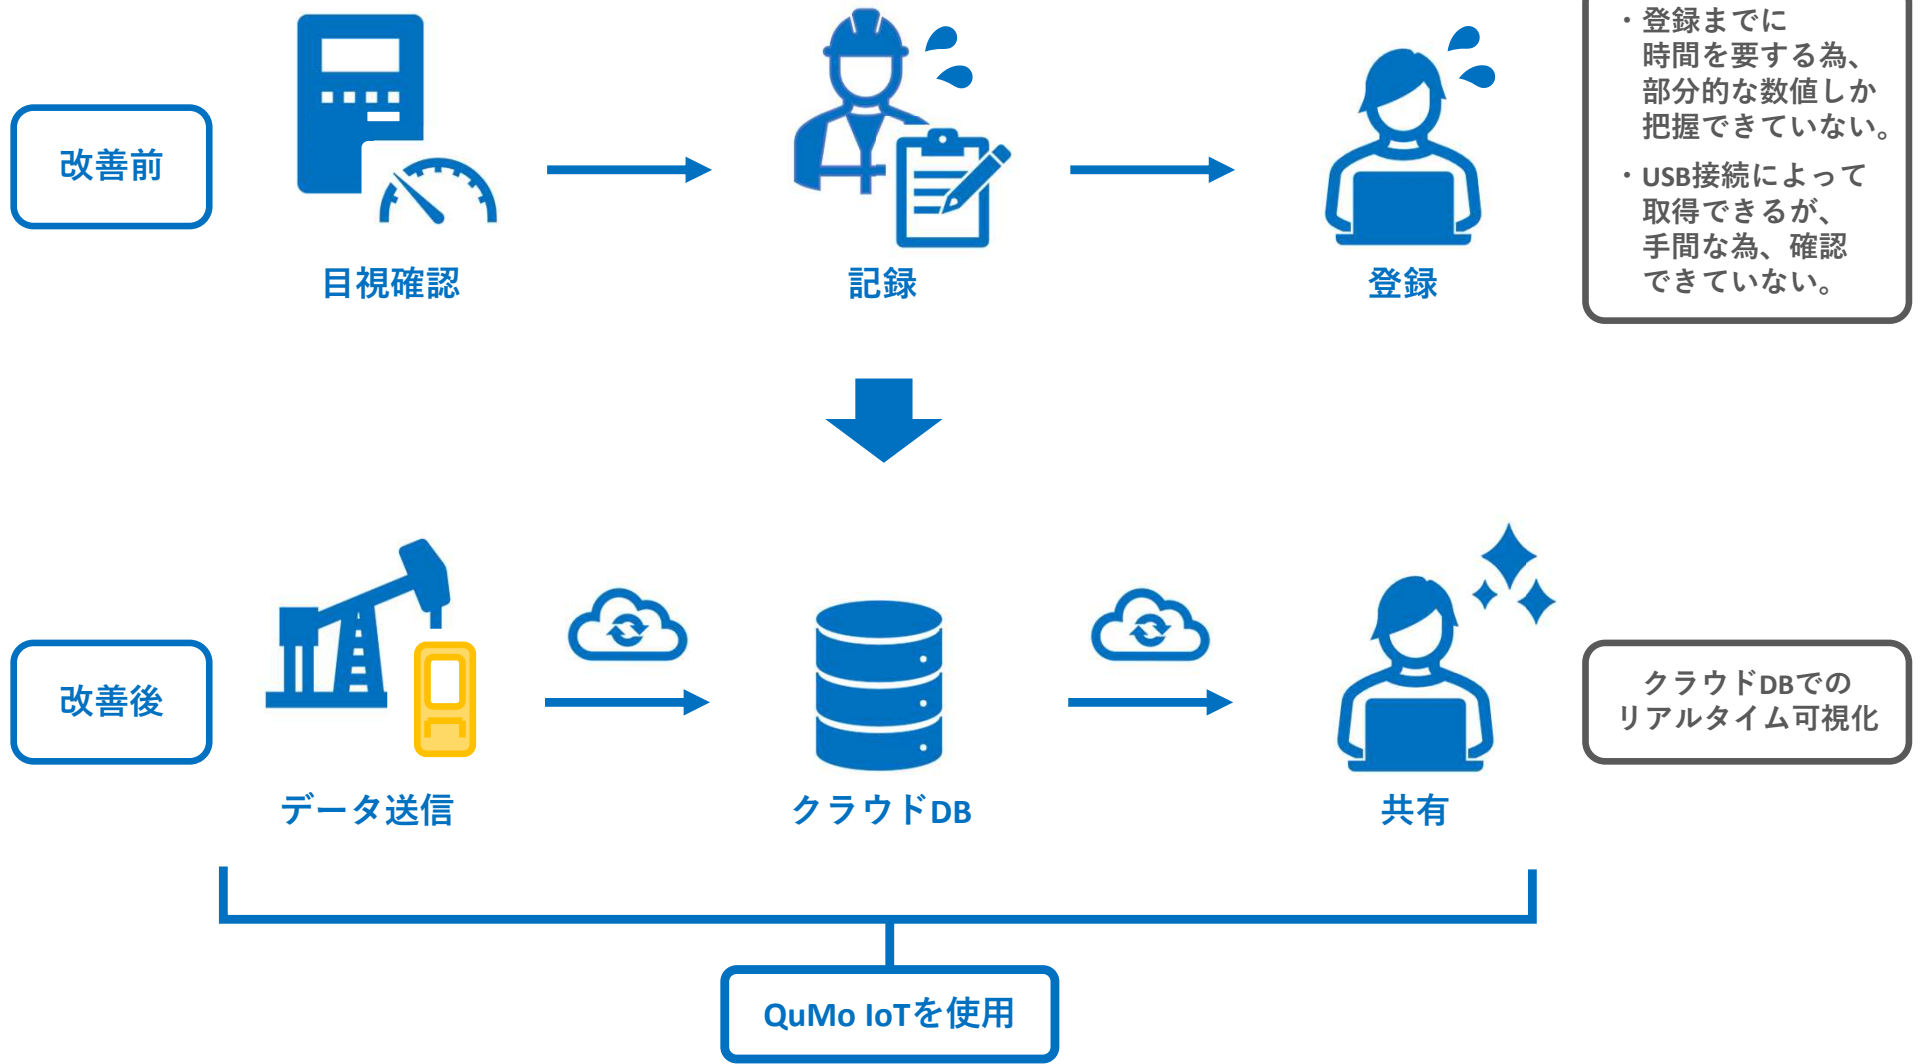 改善前
目視確認
記録
登録
・登録までに
時間を要する為、
部分的な数値しか
把握できていない。
・USB接続によって
取得できるが、
手間な為、確認
できていない。
改善後
データ送信
クラウドDB
共有
クラウドDBでの
リアルタイム可視化
QuMo IoTを使用